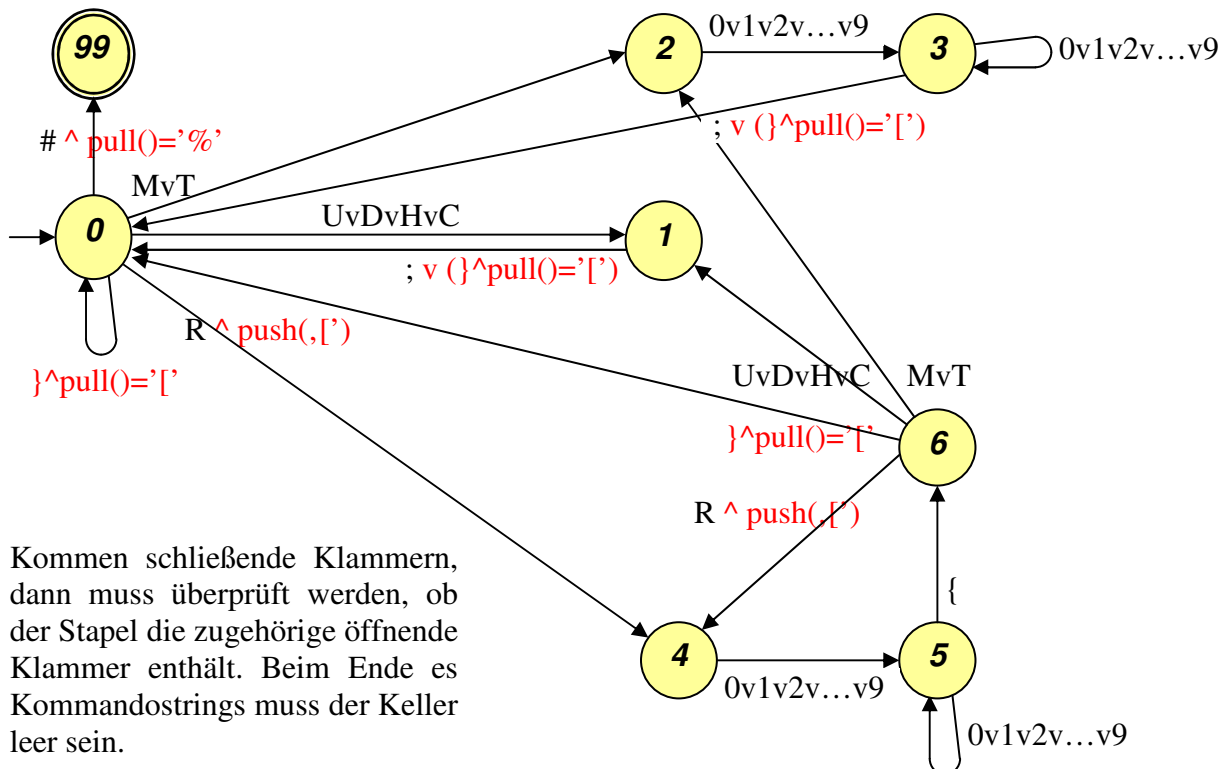 99
2
0v1v2v…v9
3
0v1v2v…v9
# ^ pull()='%'
; v (}^pull()='[')
MvT
0
UvDvHvC
1
; v (}^pull()='[')
R ^ push(‚[')
}^pull()='['
UvDvHvC
MvT
}^pull()='['
6
R ^ push(‚[')
{
4
0v1v2v…v9
5
0v1v2v…v9
Kommen schließende Klammern,
dann muss überprüft werden, ob
der Stapel die zugehörige öffnende
Klammer enthält. Beim Ende es
Kommandostrings muss der Keller
leer sein.